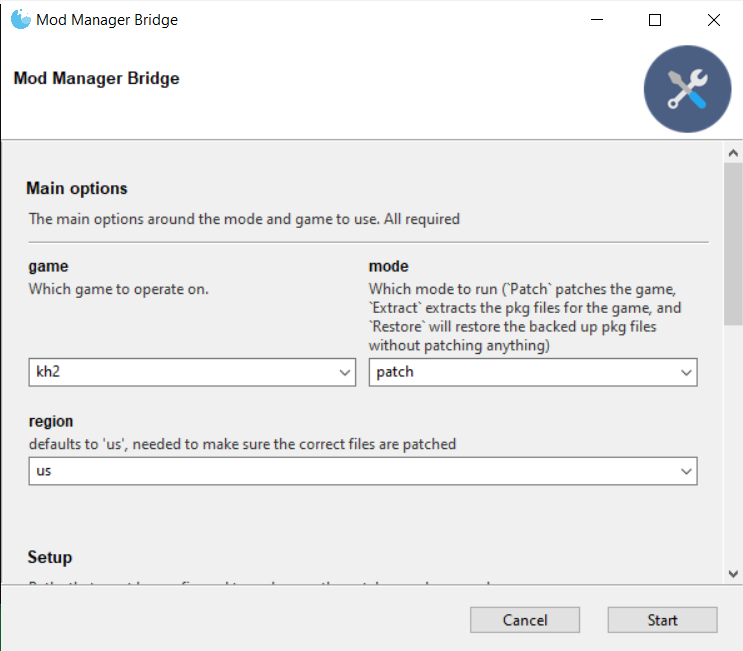 Mod Manager Bridge
Mod Manager Bridge
Main options
The main options around the mode and game to use. All required
game
Which game to operate on.
kh2
mode
Which mode to run (`Patch` patches the game,
`Extract` extracts the pkg files for the game, and
`Restore` will restore the backed up pkg files
without patching anything)
patch
region
defaults to 'us', needed to make sure the correct files are patched
us
Setup
Cancel
Start